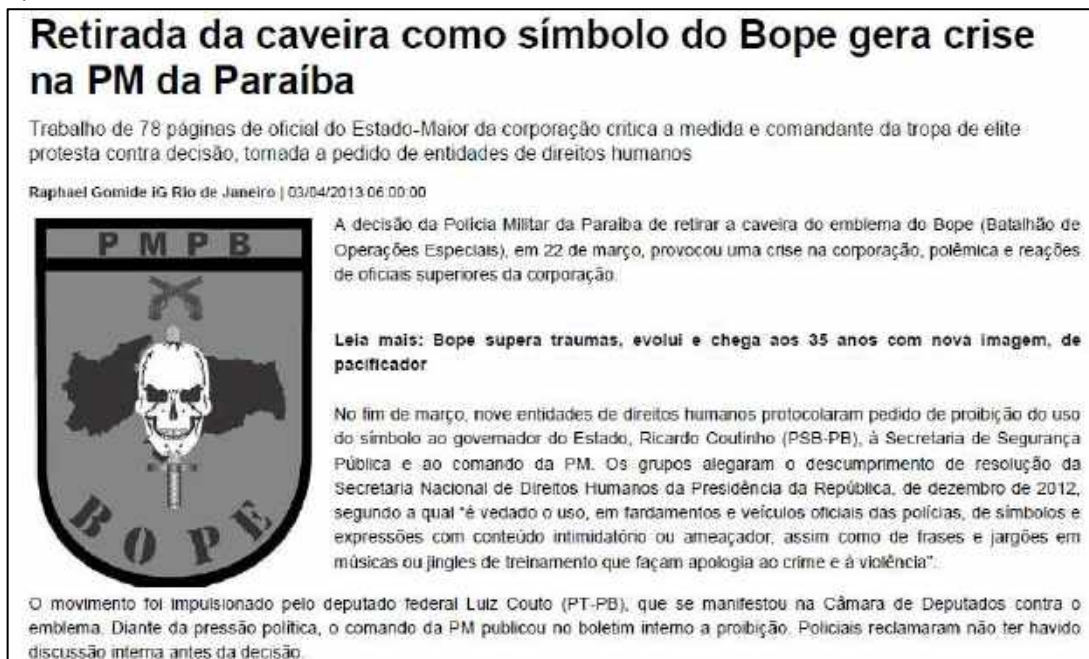 Retirada da caveira como símbolo do Bope gera crise
na PM da Paraíba
Trabalho de 78 páginas de oficial do Estado-Maior da corporação critica a medida e comandante da tropa de elite
protesta contra decisão, tomada a pedido de entidades de direitos humanos
Raphael Gomide iG Rio de Janeiro | 03/04/2013 06:00:00
PMPB
BOPE
A decisão da Polícia Militar da Paraíba de retirar a caveira do emblema do Bope (Batalhão de
Operações Especiais), em 22 de março, provocou uma crise na corporação, polêmica e reações
de oficiais superiores da corporação.
Leia mais: Bope supera traumas, evolui e chega aos 35 anos com nova imagem, de
pacificador
No fim de março, nove entidades de direitos humanos protocolaram pedido de proibição do uso
do símbolo ao governador do Estado, Ricardo Coutinho (PSB-PB), à Secretaria de Segurança
Pública e ao comando da PM. Os grupos alegaram o descumprimento de resolução da
Secretaria Nacional de Direitos Humanos da Presidência da República, de dezembro de 2012,
segundo a qual "é vedado o uso, em fardamentos e veículos oficiais das polícias, de símbolos e
expressões com conteúdo intimidatório ou ameaçador, assim como de frases e jargões em
músicas ou jingles de treinamento que façam apologia ao crime e à violência".
O movimento foi impulsionado pelo deputado federal Luiz Couto (PT-PB), que se manifestou na Câmara de Deputados contra o
emblema. Diante da pressão política, o comando da PM publicou no boletim interno a proibição. Policiais reclamaram não ter havido
discussão interna antes da decisão.